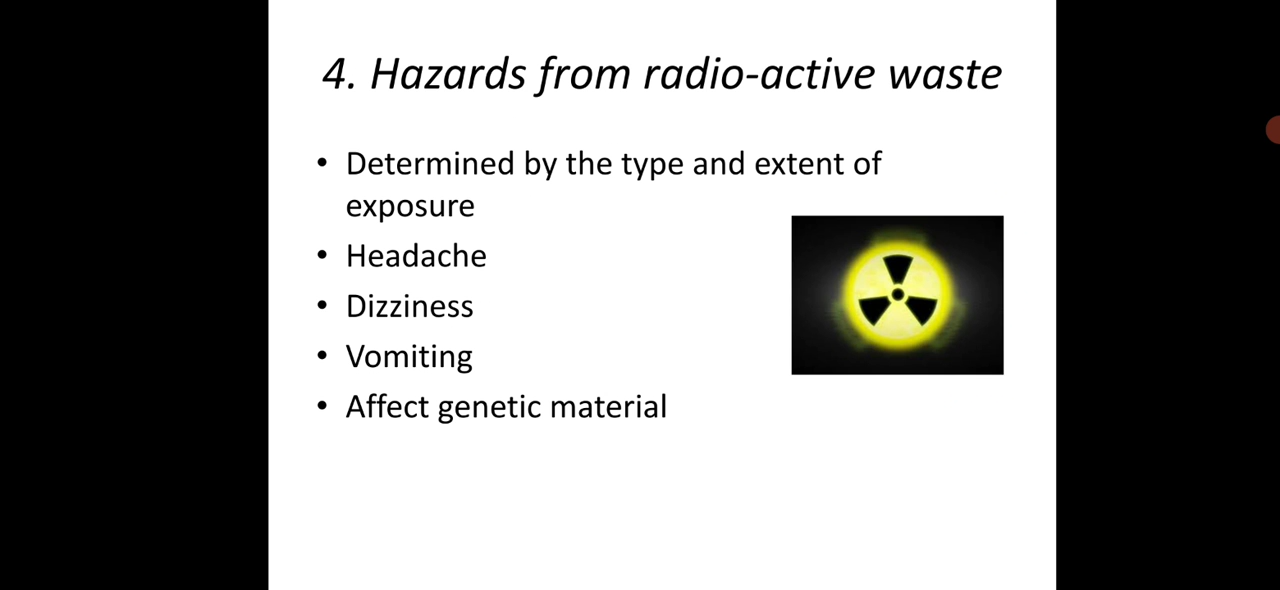 4. Hazards from radio-active waste
• Determined by the type and extent of
exposure
• Headache
• Dizziness
• Vomiting
• Affect genetic material